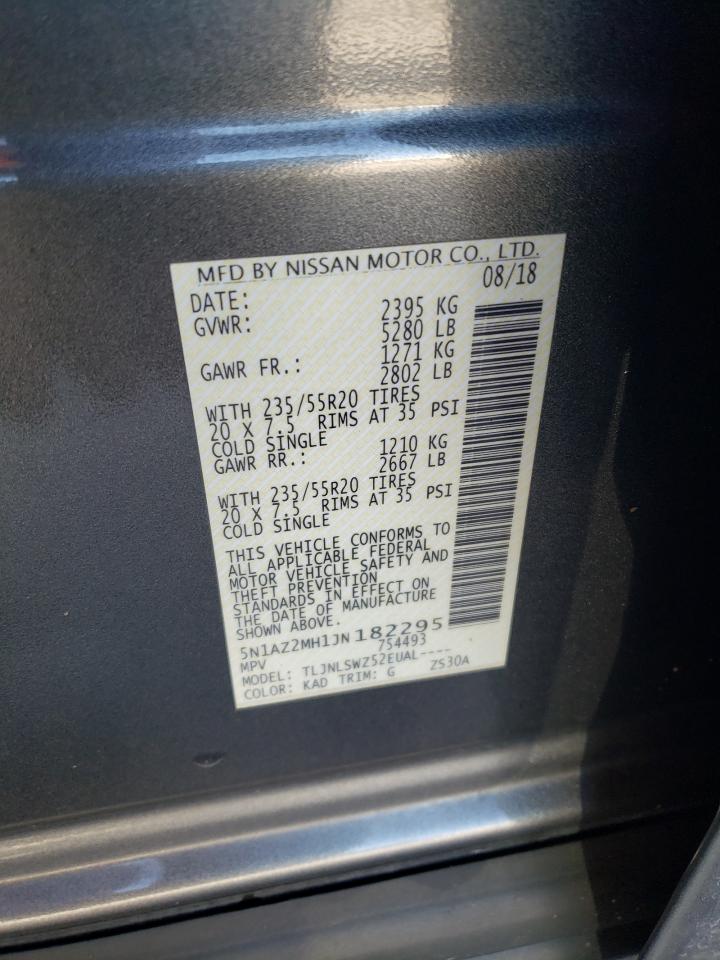 MFD BY NISSAN MOTOR CO., LTD.
DATE: 08/18
GVWR: 2395 KG
5280 LB
GAWR FR.: 1271 KG
2802 LB
WITH 235/55R20 TIRES
20 X 7.5 RIMS AT 35 PSI
COLD SINGLE
GAWR RR.: 1210 KG
2667 LB
WITH 235/55R20 TIRES
20 X 7.5 RIMS AT 35 PSI
COLD SINGLE
THIS VEHICLE CONFORMS TO
ALL APPLICABLE FEDERAL
MOTOR VEHICLE SAFETY AND
THEFT PREVENTION
STANDARDS IN EFFECT ON
THE DATE OF MANUFACTURE
SHOWN ABOVE.
5N1AZ2MH1JN182295
MPV 754493
MODEL: TLJNLSWZ52EUAL----
COLOR: KAD TRIM: G ZS30A